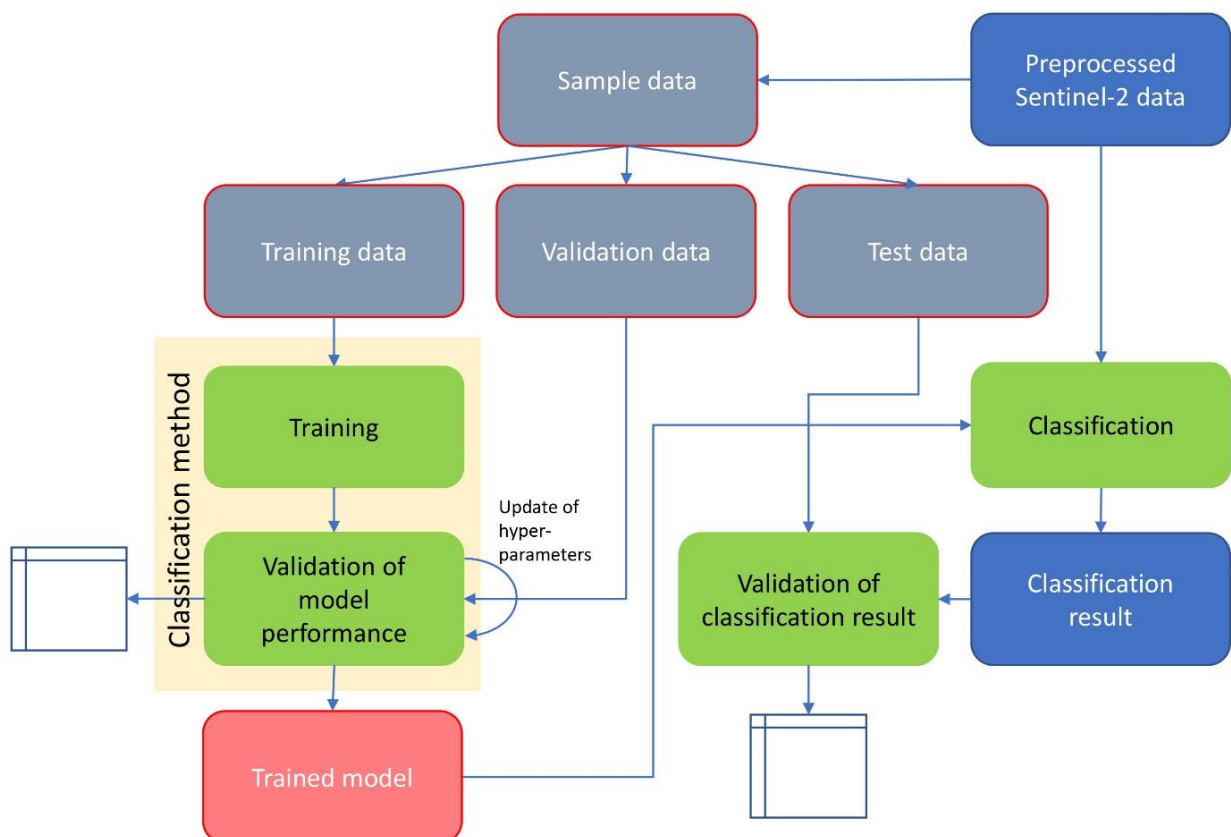 Sample data
Preprocessed
Sentinel-2 data
Training data
Validation data
Test data
Classification method
Training
Classification
Update of
hyper-
parameters
Validation of
model
performance
Validation of
classification result
Classification
result
Trained model